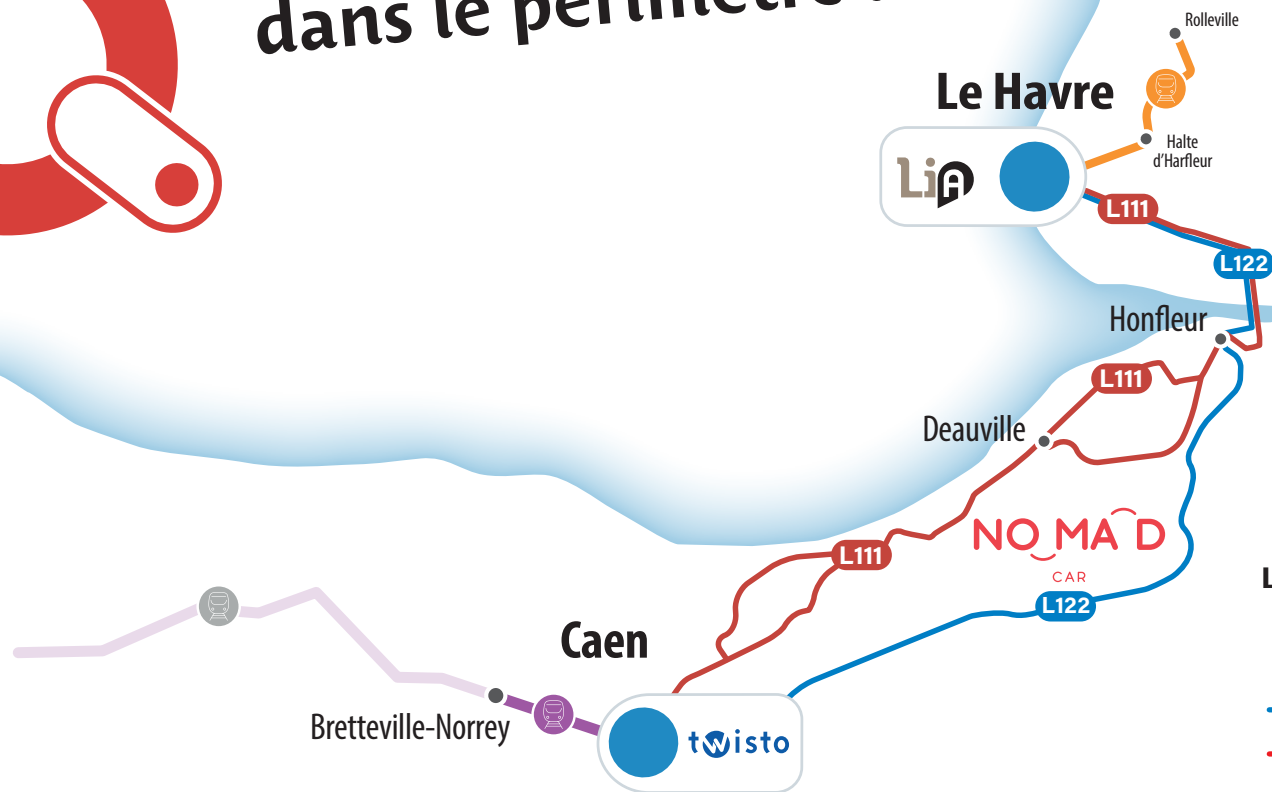 dans le périmètre
Rolleville
Le Havre
Halte
d'Harfleur
LiA
L111
L122
Honfleur
L111
Deauville
NOMAD
CAR
L111
L122
Caen
Bretteville-Norrey
twisto